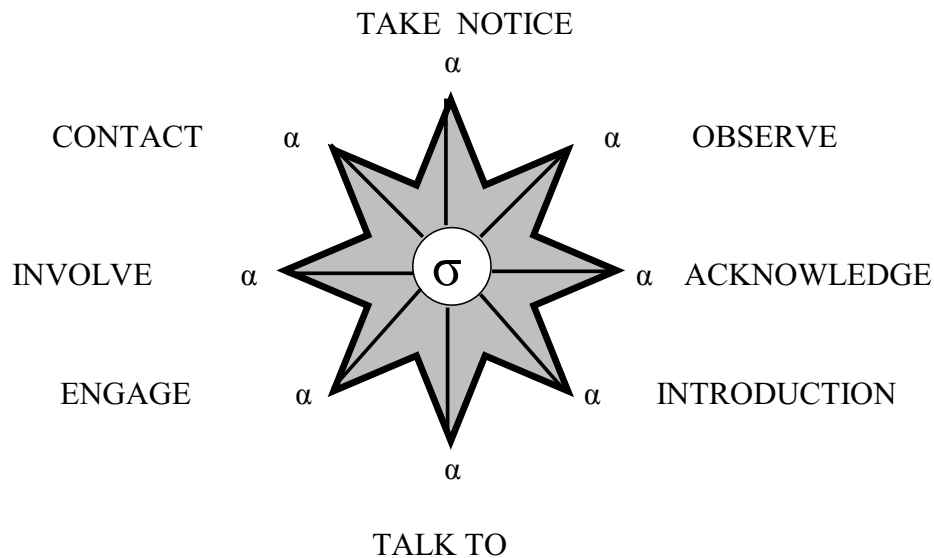 TAKE NOTICE
α
CONTACT α α OBSERVE
INVOLVE α σ α ACKNOWLEDGE
ENGAGE α α INTRODUCTION
α
TALK TO